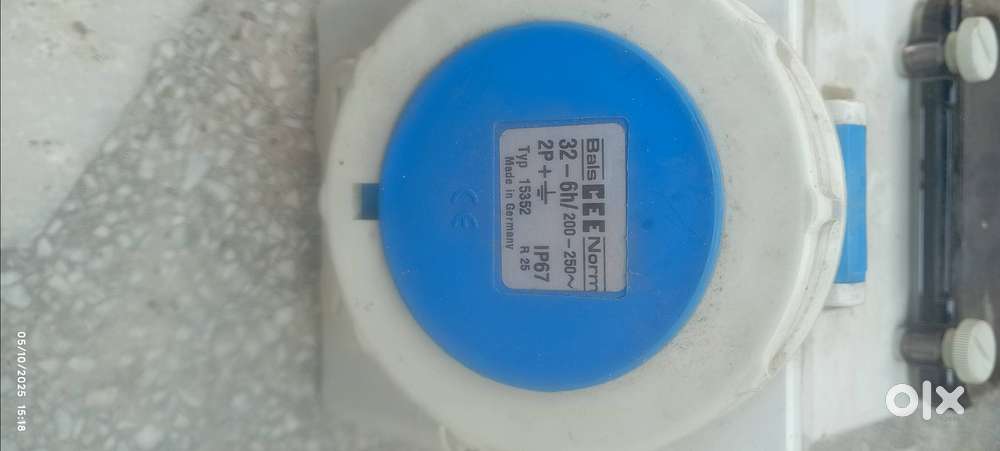 Bals CEE Norm
32-6h/200-250~
2P+⏚ IP67
Typ 15352 R 25
Made in Germany
CE
05/10/2025 15:18
olx